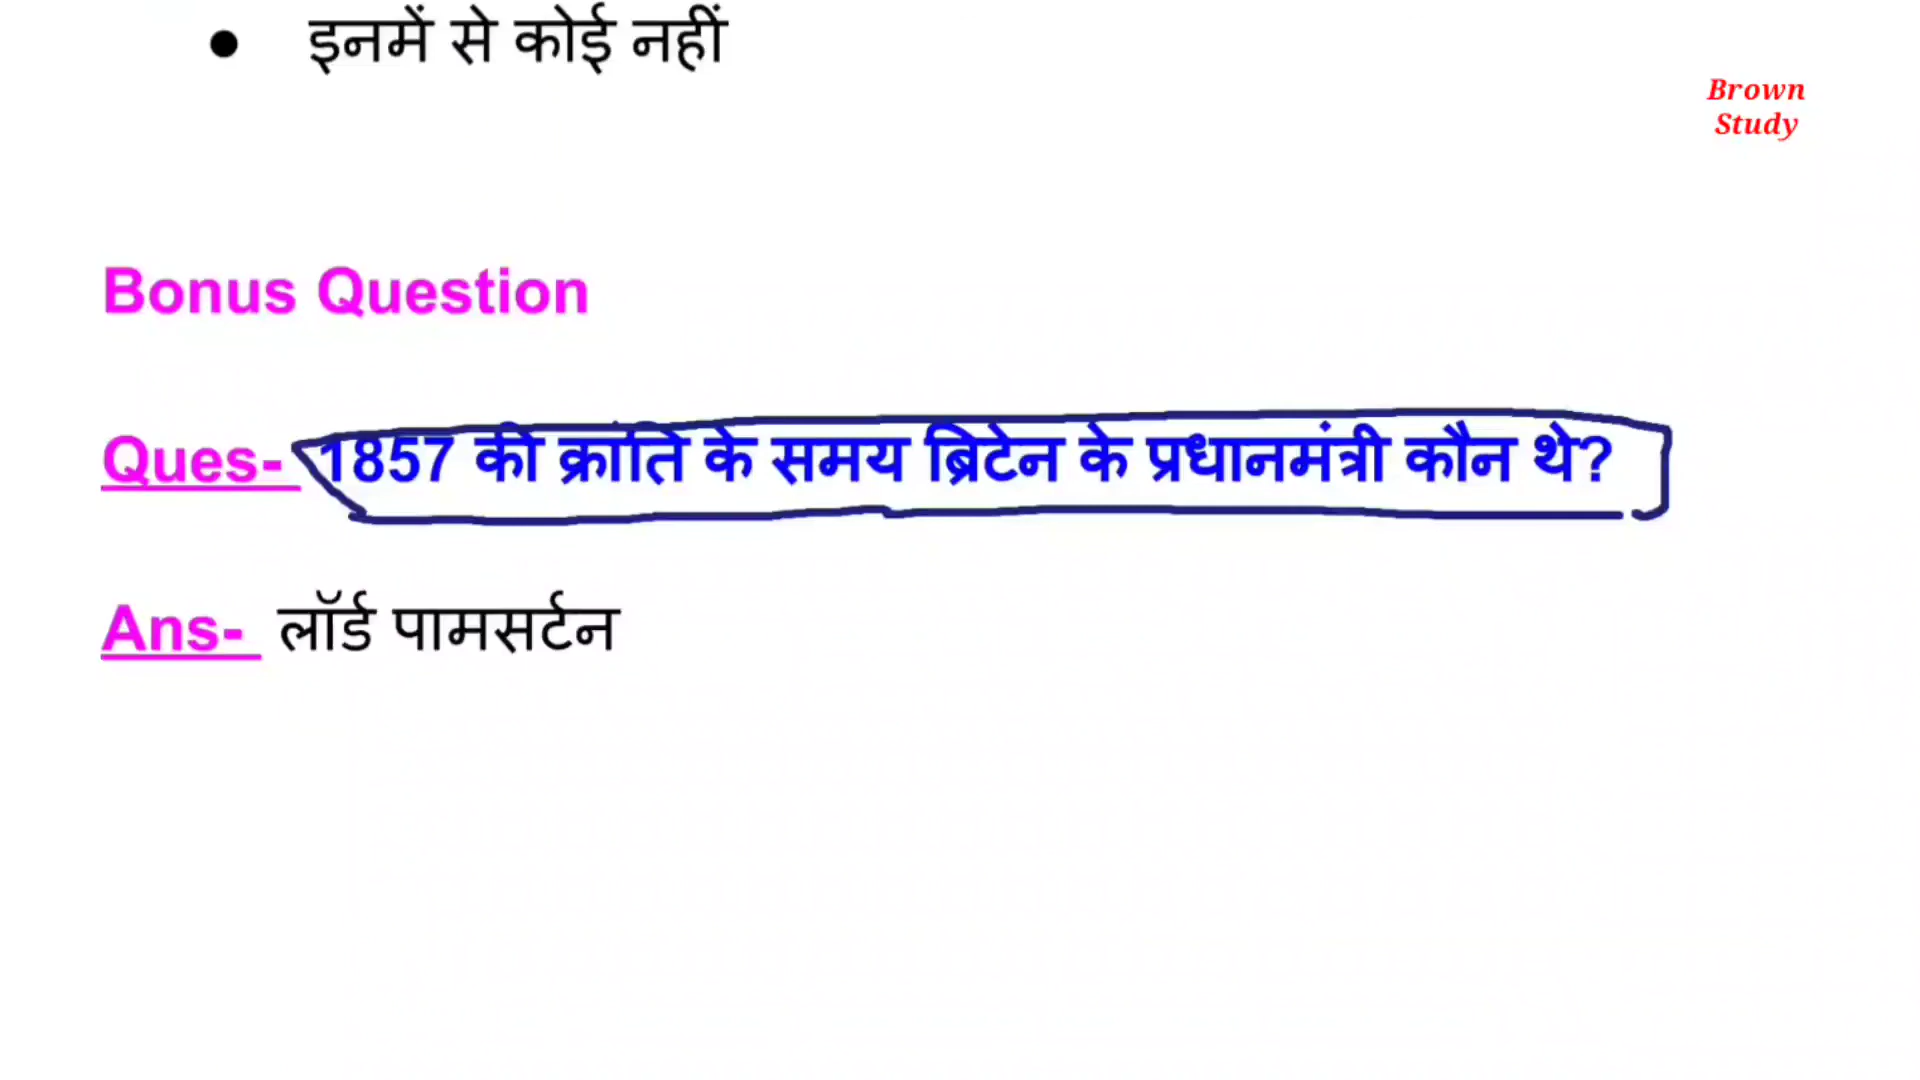 इनमें से कोई नहीं
Brown
Study
Bonus Question
Ques- 1857 की क्रांति के समय ब्रिटेन के प्रधानमंत्री कौन थे?
Ans- लॉर्ड पामसर्टन